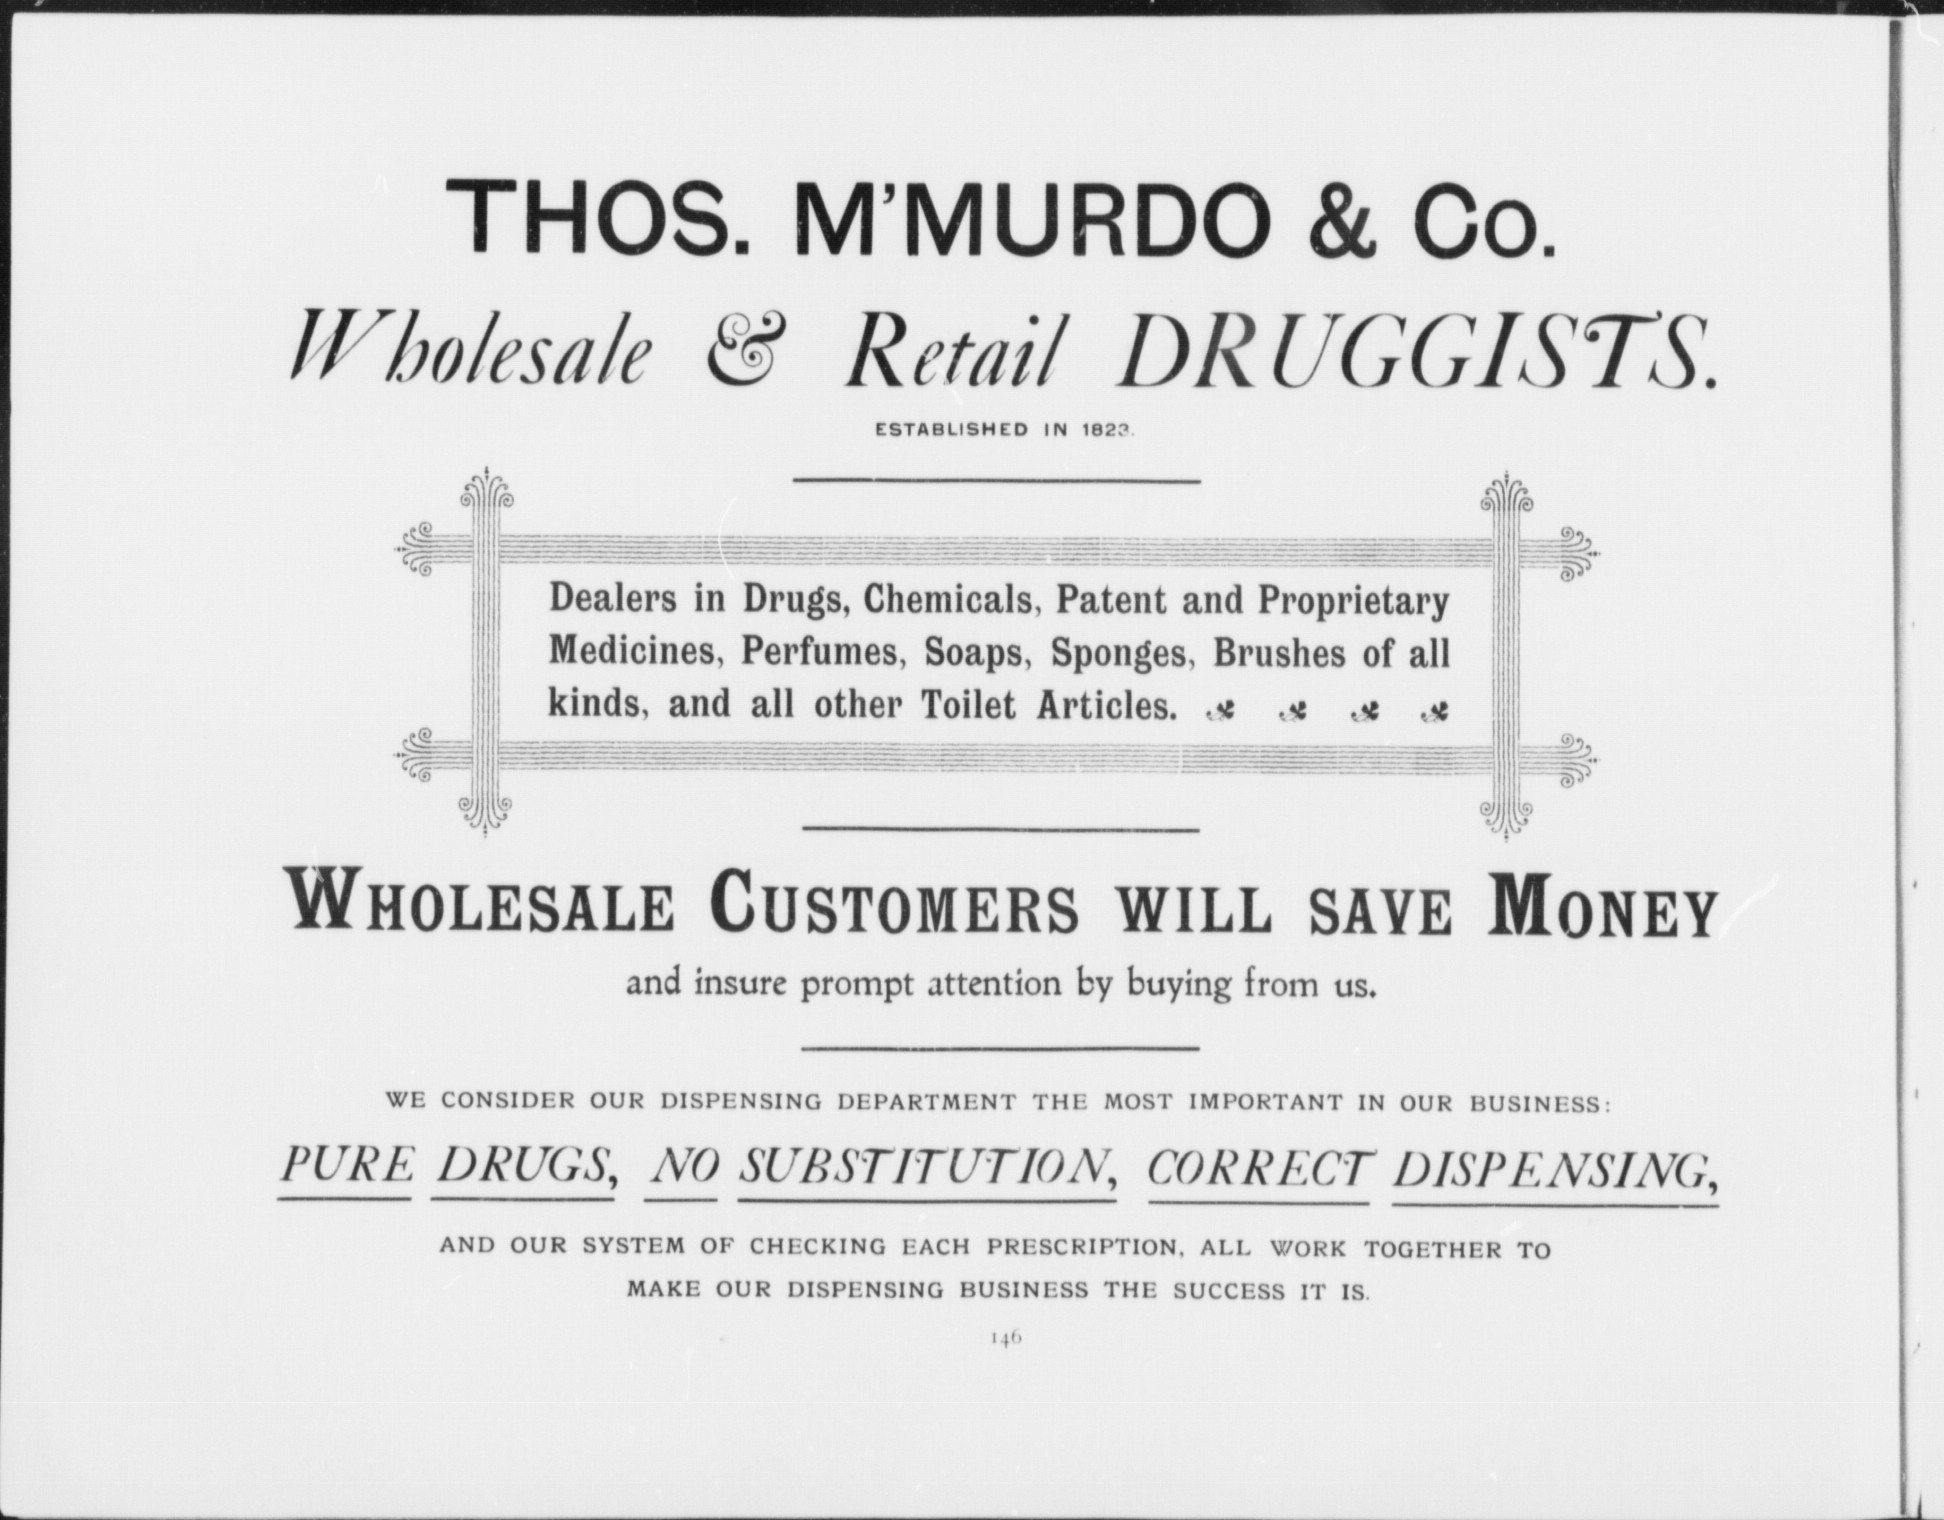 THOS. M'MURDO & Co.
Wholesale & Retail DRUGGISTS.
ESTABLISHED IN 1823.
Dealers in Drugs, Chemicals, Patent and Proprietary
Medicines, Perfumes, Soaps, Sponges, Brushes of all
kinds, and all other Toilet Articles.
WHOLESALE CUSTOMERS WILL SAVE MONEY
and insure prompt attention by buying from us.
WE CONSIDER OUR DISPENSING DEPARTMENT THE MOST IMPORTANT IN OUR BUSINESS:
PURE DRUGS, NO SUBSTITUTION, CORRECT DISPENSING,
AND OUR SYSTEM OF CHECKING EACH PRESCRIPTION, ALL WORK TOGETHER TO
MAKE OUR DISPENSING BUSINESS THE SUCCESS IT IS.
146